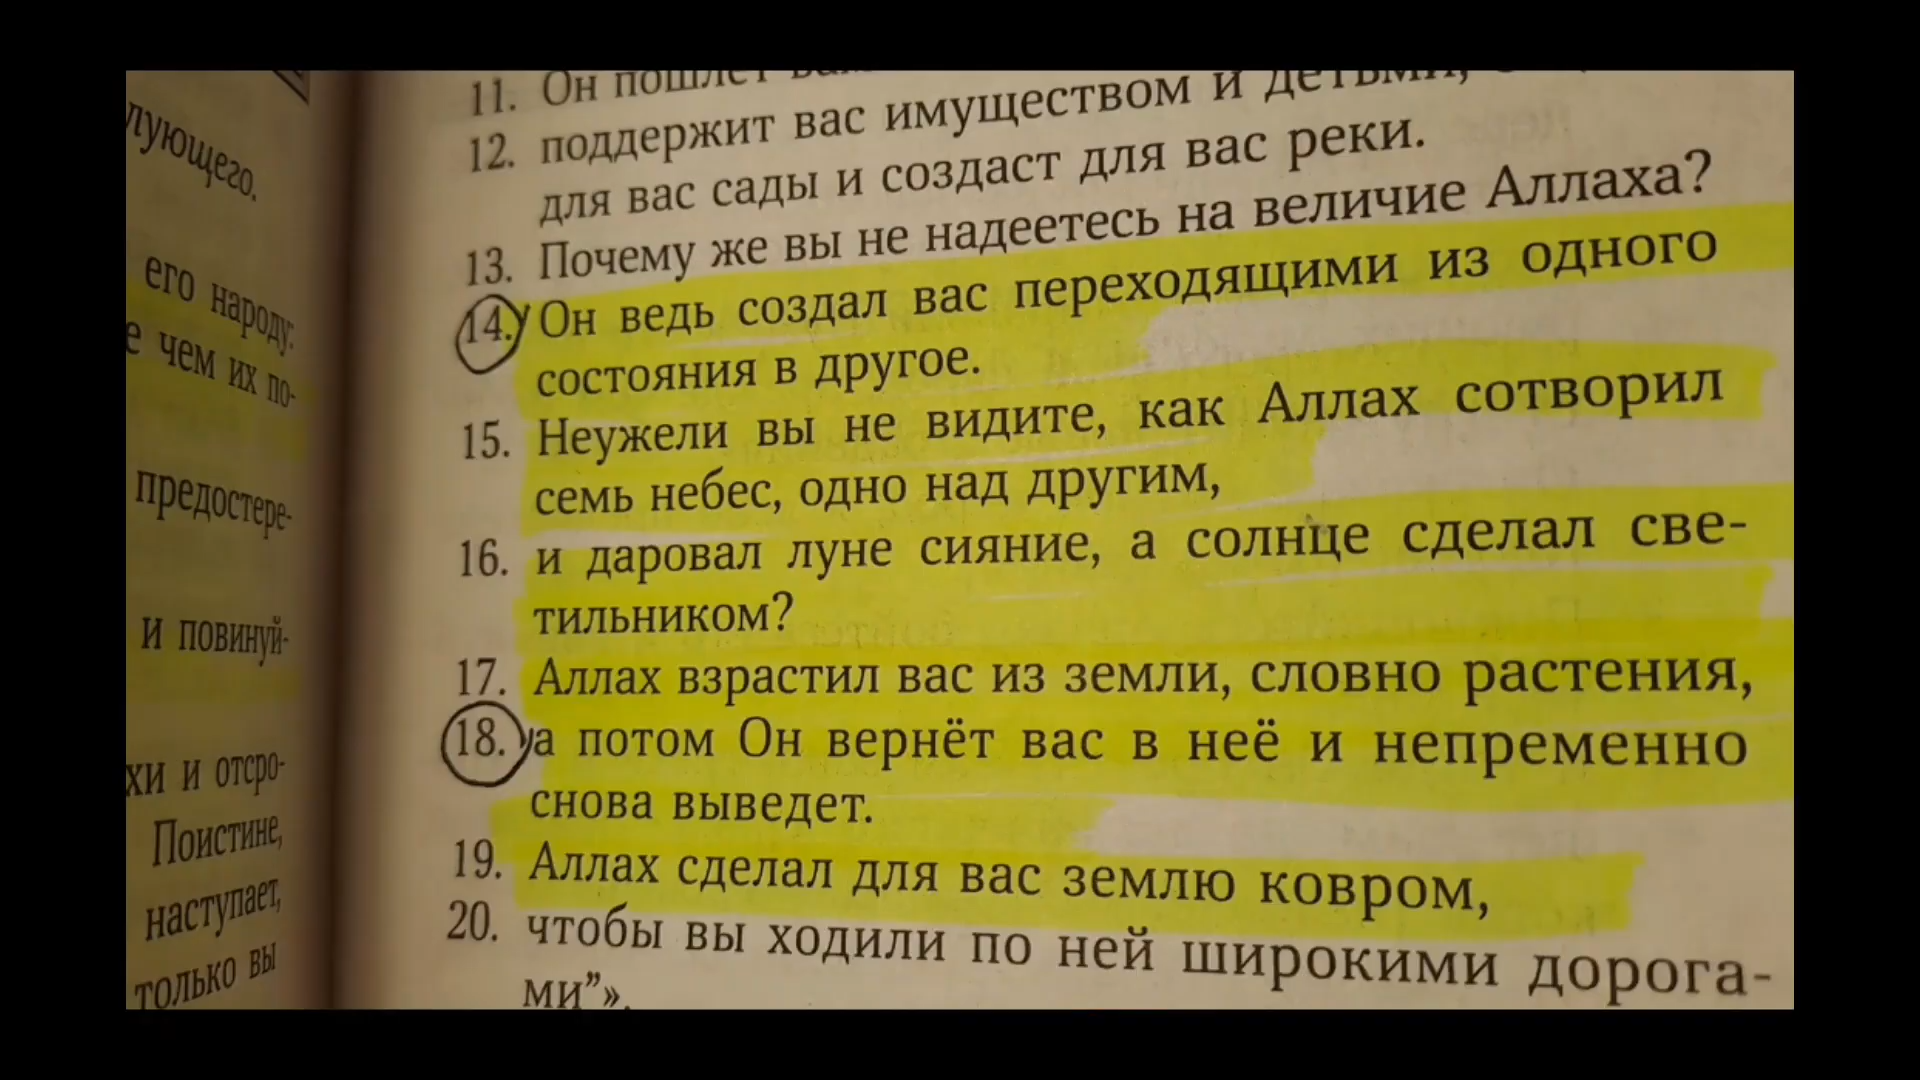 лующего.
его народу:
е чем их по-
предостере-
и повинуй-
хи и отсро-
Поистине,
наступает,
только вы
11. Он пошлёт
12. поддержит вас имуществом и детьми,
для вас сады и создаст для вас реки.
13. Почему же вы не надеетесь на величие Аллаха?
14. Он ведь создал вас переходящими из одного
состояния в другое.
15. Неужели вы не видите, как Аллах сотворил
семь небес, одно над другим,
16. и даровал луне сияние, а солнце сделал све-
тильником?
17. Аллах взрастил вас из земли, словно растения,
18. а потом Он вернёт вас в неё и непременно
снова выведет.
19. Аллах сделал для вас землю ковром,
20. чтобы вы ходили по ней широкими дорога-
ми”».